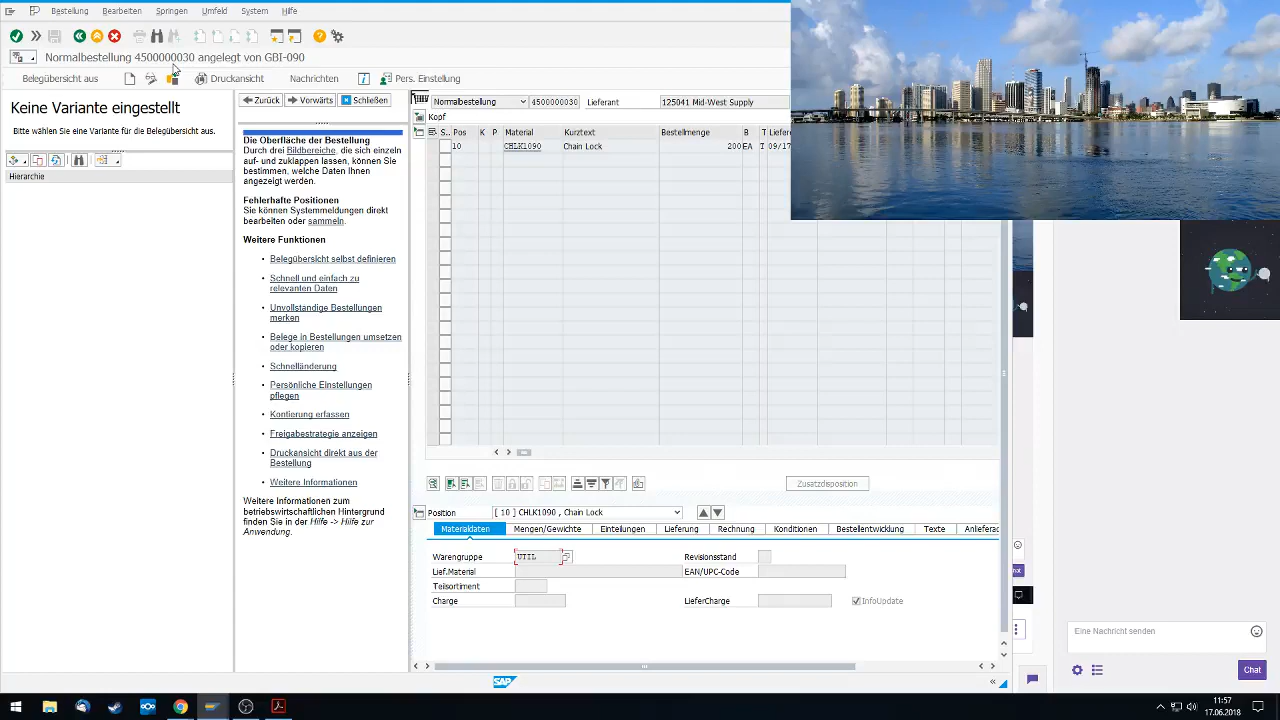 Bestellung Bearbeiten Springen Umfeld System Hilfe
Normalbestellung 4500000030 angelegt von GBI-090
Belegübersicht aus Druckansicht Nachrichten Pers. Einstellung
Keine Variante eingestellt
Bitte wählen Sie eine Variante für die Belegübersicht aus.
Hierarchie
Zurück Vorwärts Schließen
Die Oberfläche der Bestellung
Durch drei Bildbereiche, die sich einzeln
auf- und zuklappen lassen, können Sie
bestimmen, welche Daten Ihnen
angezeigt werden.
Fehlerhafte Positionen
Sie können Systemmeldungen direkt
bearbeiten oder sammeln.
Weitere Funktionen
Belegübersicht selbst definieren
Schnell und einfach zu
relevanten Daten
Unvollständige Bestellungen
merken
Belege in Bestellungen umsetzen
oder kopieren
Schnelländerung
Persönliche Einstellungen
pflegen
Kontierung erfassen
Freigabestrategie anzeigen
Druckansicht direkt aus der
Bestellung
Weitere Informationen
Weitere Informationen zum
betriebswirtschaftlichen Hintergrund
finden Sie in der Hilfe -> Hilfe zur
Anwendung.
Normalbestellung 4500000030 Lieferant 125041 Mid-West Supply
Kopf
S.. Pos K P Material Kurztext Bestellmenge B T Liefere
10 CHLK1090 Chain Lock 200 EA T 09/17
Zusatzdisposition
Position [ 10 ] CHLK1090 , Chain Lock
Materialdaten Mengen/Gewichte Einteilungen Lieferung Rechnung Konditionen Bestellentwicklung Texte Anlieferad
Warengruppe UTIL Revisionsstand
Lief.Material EAN/UPC-Code
Teilsortiment
Charge LieferCharge InfoUpdate
SAP
Eine Nachricht senden
Chat
11:57
17.06.2018